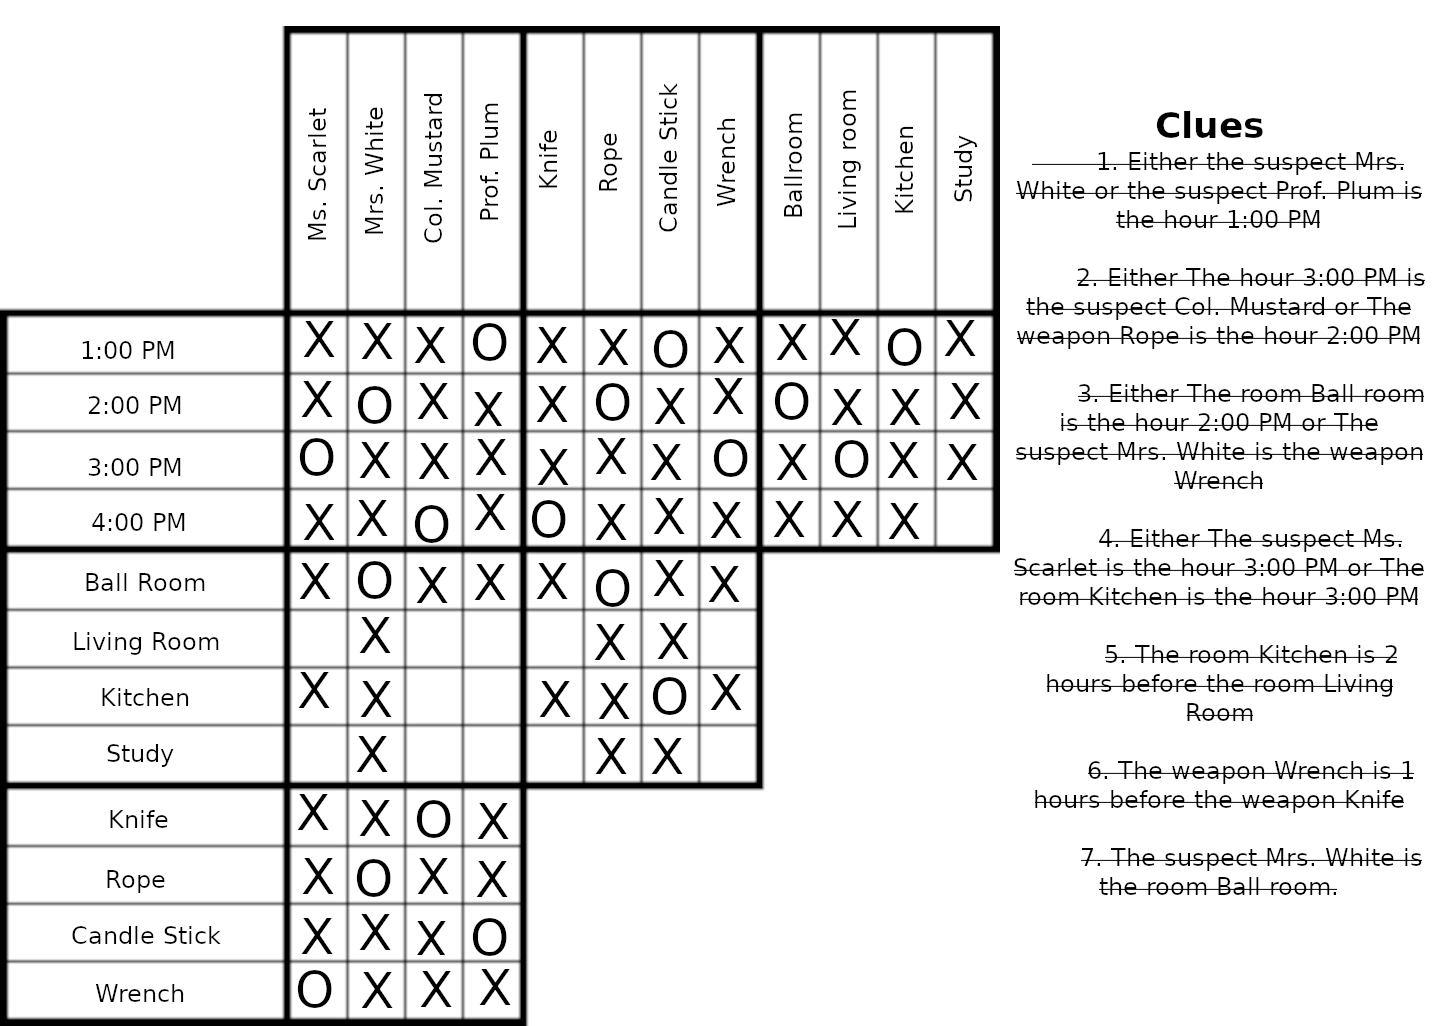 Ms. Scarlet
Mrs. White
Col. Mustard
Prof. Plum
Knife
Rope
Candle Stick
Wrench
Ballroom
Living room
Kitchen
Study
1:00 PM X X X O X X O X X X O X
2:00 PM X O X X X O X X O X X X
3:00 PM O X X X X X X O X O X X
4:00 PM X X O X O X X X X X X
Ball Room X O X X X O X X
Living Room X X X
Kitchen X X X X O X
Study X X X
Knife X X O X
Rope X O X X
Candle Stick X X X O
Wrench O X X X
Clues
1. Either the suspect Mrs.
White or the suspect Prof. Plum is
the hour 1:00 PM
2. Either The hour 3:00 PM is
the suspect Col. Mustard or The
weapon Rope is the hour 2:00 PM
3. Either The room Ball room
is the hour 2:00 PM or The
suspect Mrs. White is the weapon
Wrench
4. Either The suspect Ms.
Scarlet is the hour 3:00 PM or The
room Kitchen is the hour 3:00 PM
5. The room Kitchen is 2
hours before the room Living
Room
6. The weapon Wrench is 1
hours before the weapon Knife
7. The suspect Mrs. White is
the room Ball room.